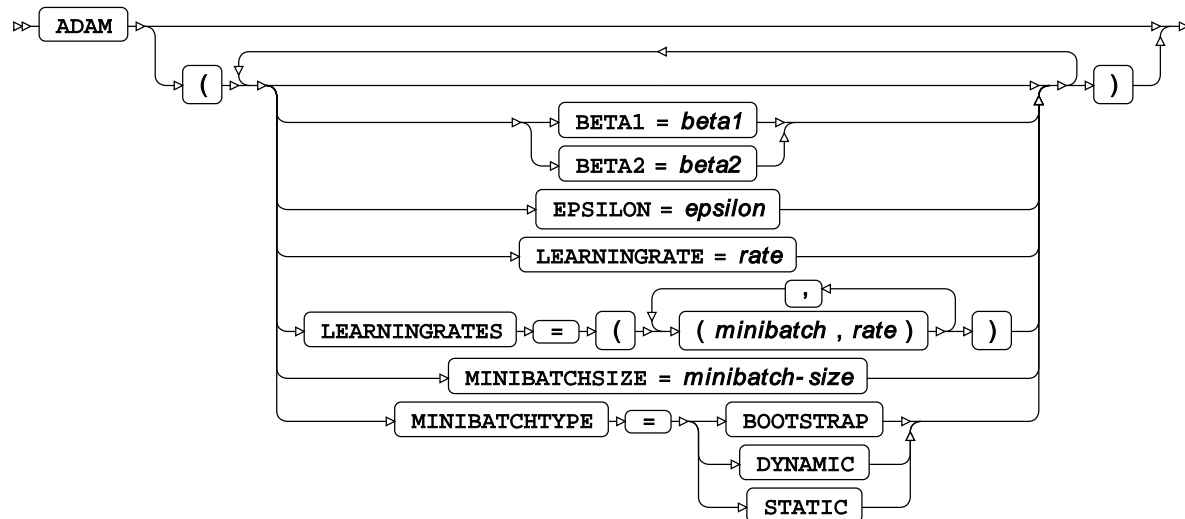 ADAM
( )
BETA1 = beta1
BETA2 = beta2
EPSILON = epsilon
LEARNINGRATE = rate
,
LEARNINGRATES = ( ( minibatch , rate ) )
MINIBATCHSIZE = minibatch-size
MINIBATCHTYPE = BOOTSTRAP
DYNAMIC
STATIC